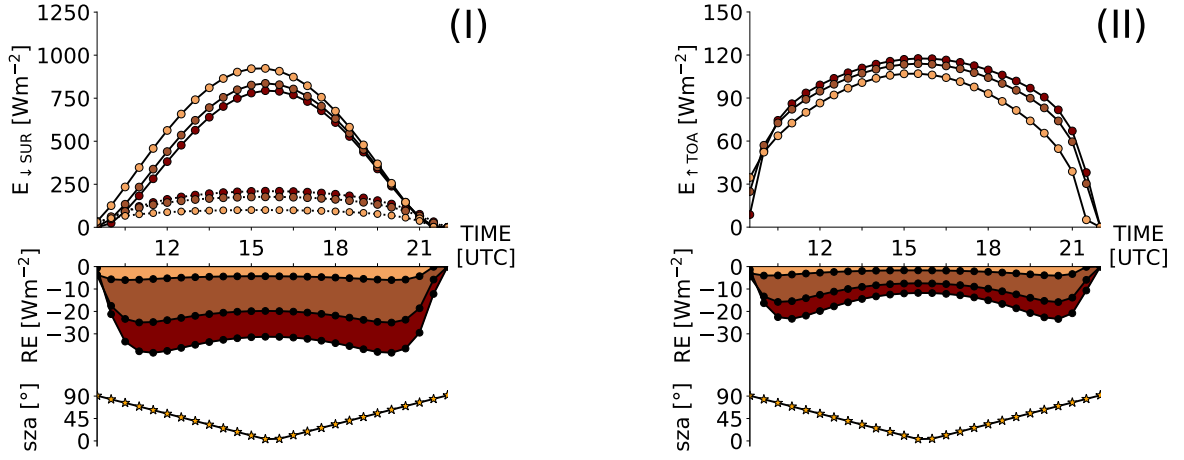 (I)
E↓SUR [Wm⁻²]
1250
1000
750
500
250
0
12 15 18 21
TIME
[UTC]
RE [Wm⁻²]
0
−10
−20
−30
sza [°]
90
45
0
(II)
E↑TOA [Wm⁻²]
150
120
90
60
30
0
12 15 18 21
TIME
[UTC]
RE [Wm⁻²]
0
−10
−20
−30
sza [°]
90
45
0